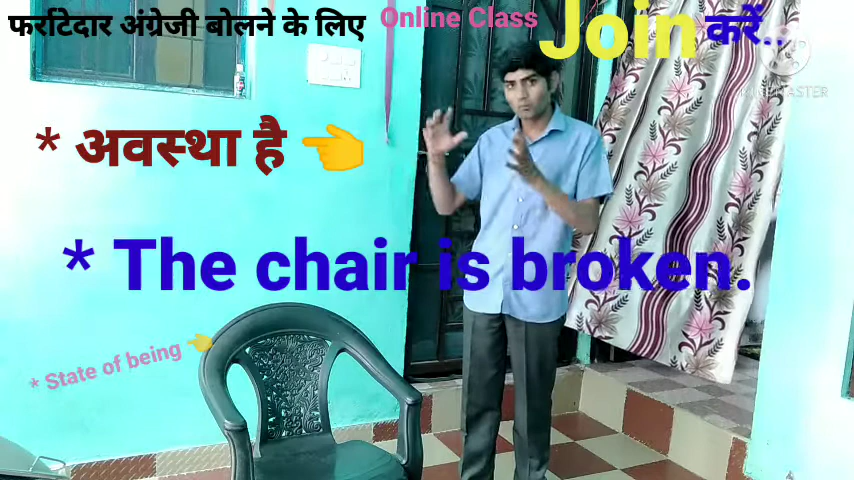 फर्राटेदार अंग्रेजी बोलने के लिए Online Class Join करें..
* अवस्था है 👈
* The chair is broken.
* State of being 👈